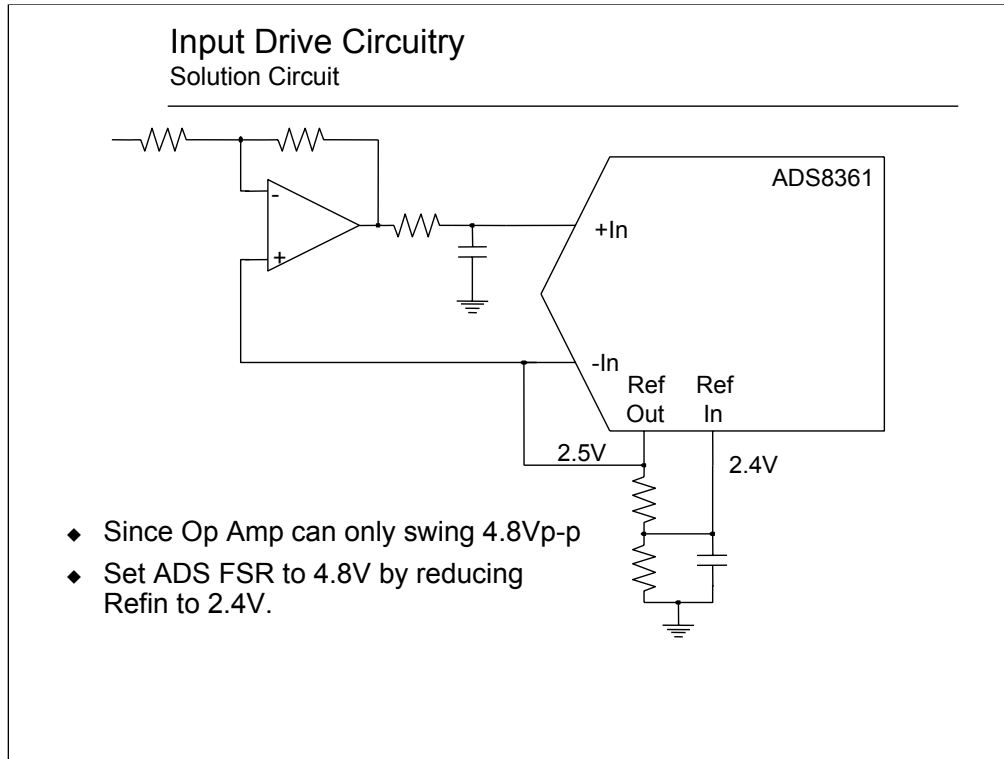 Input Drive Circuitry
Solution Circuit
ADS8361
-
+
+In
-In
Ref
Out
Ref
In
2.5V
2.4V
◆ Since Op Amp can only swing 4.8Vp-p
◆ Set ADS FSR to 4.8V by reducing
Refin to 2.4V.